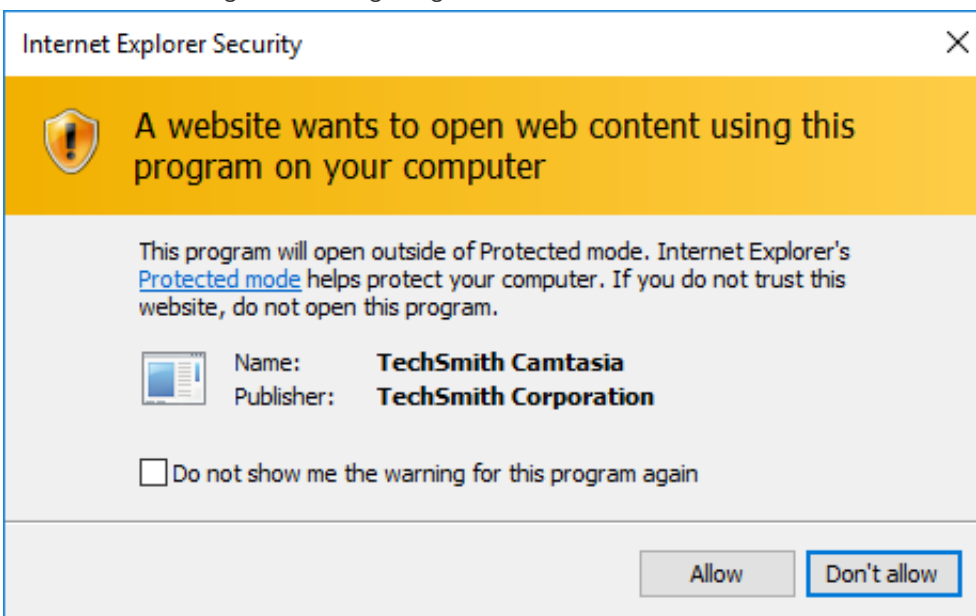 Internet Explorer Security
A website wants to open web content using this
program on your computer
This program will open outside of Protected mode. Internet Explorer's
Protected mode helps protect your computer. If you do not trust this
website, do not open this program.
Name: TechSmith Camtasia
Publisher: TechSmith Corporation
Do not show me the warning for this program again
Allow Don't allow